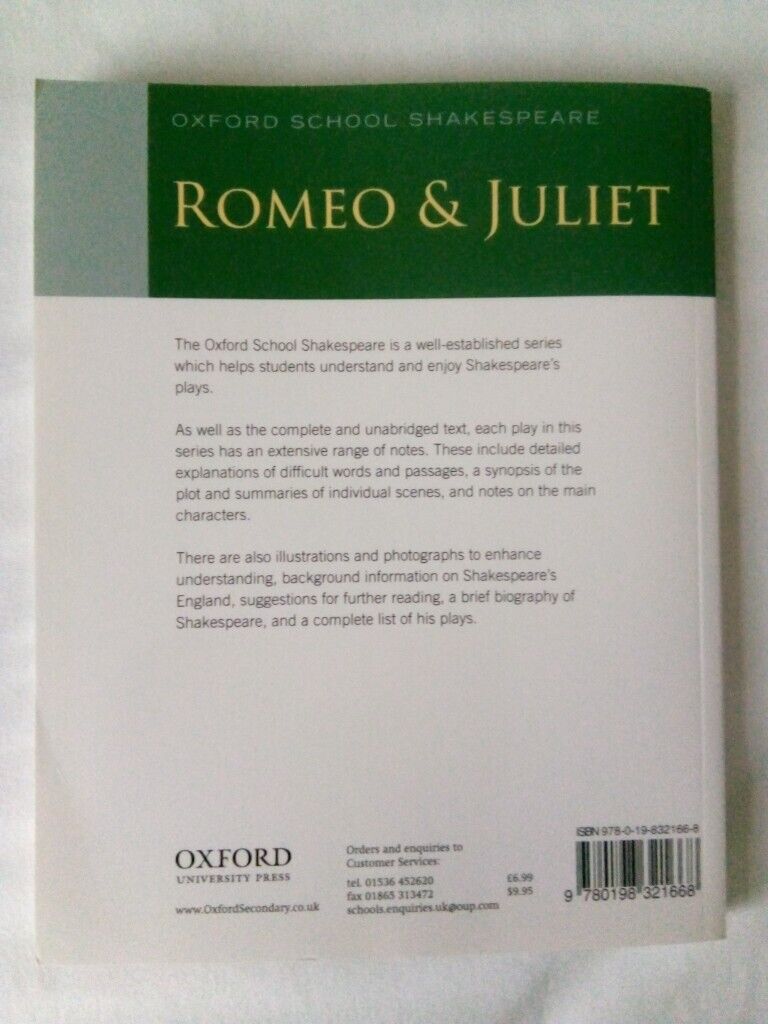 OXFORD SCHOOL SHAKESPEARE
ROMEO & JULIET
The Oxford School Shakespeare is a well-established series
which helps students understand and enjoy Shakespeare's
plays.
As well as the complete and unabridged text, each play in this
series has an extensive range of notes. These include detailed
explanations of difficult words and passages, a synopsis of the
plot and summaries of individual scenes, and notes on the main
characters.
There are also illustrations and photographs to enhance
understanding, background information on Shakespeare's
England, suggestions for further reading, a brief biography of
Shakespeare, and a complete list of his plays.
OXFORD
UNIVERSITY PRESS
www.OxfordSecondary.co.uk
Orders and enquiries to
Customer Services:
tel. 01536 452620
fax 01865 313472
schools.enquiries.uk@oup.com
£6.99
$9.95
ISBN 978-0-19-832166-8
9 780198 321668